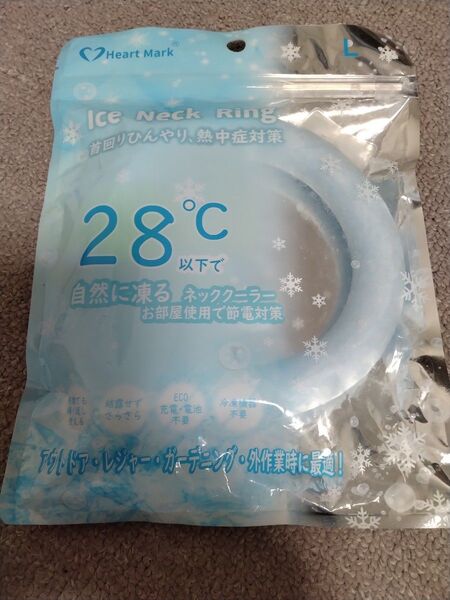 Heart Mark®
L
Ice Neck Ring
首回りひんやり、熱中症対策
28℃
以下で
自然に凍る ネッククーラー
お部屋使用で節電対策
結露せず
さらさら
ECO
充電・電池
不要
冷凍機器
不要
アウトドア・レジャー・ガーデニング・外作業時に最適!